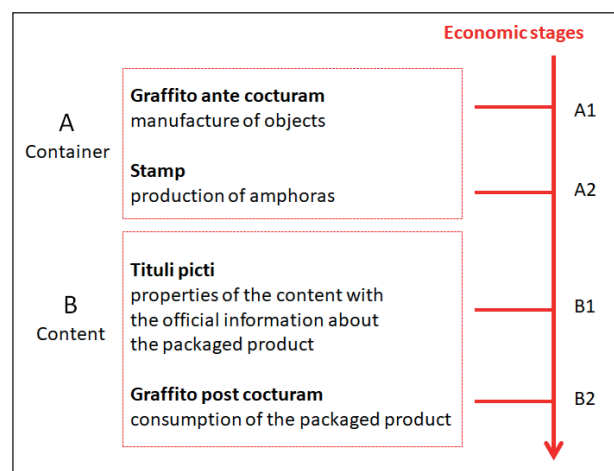 Economic stages
A
Container
Graffito ante cocturam
manufacture of objects
A1
Stamp
production of amphoras
A2
B
Content
Tituli picti
properties of the content with
the official information about
the packaged product
B1
Graffito post cocturam
consumption of the packaged product
B2